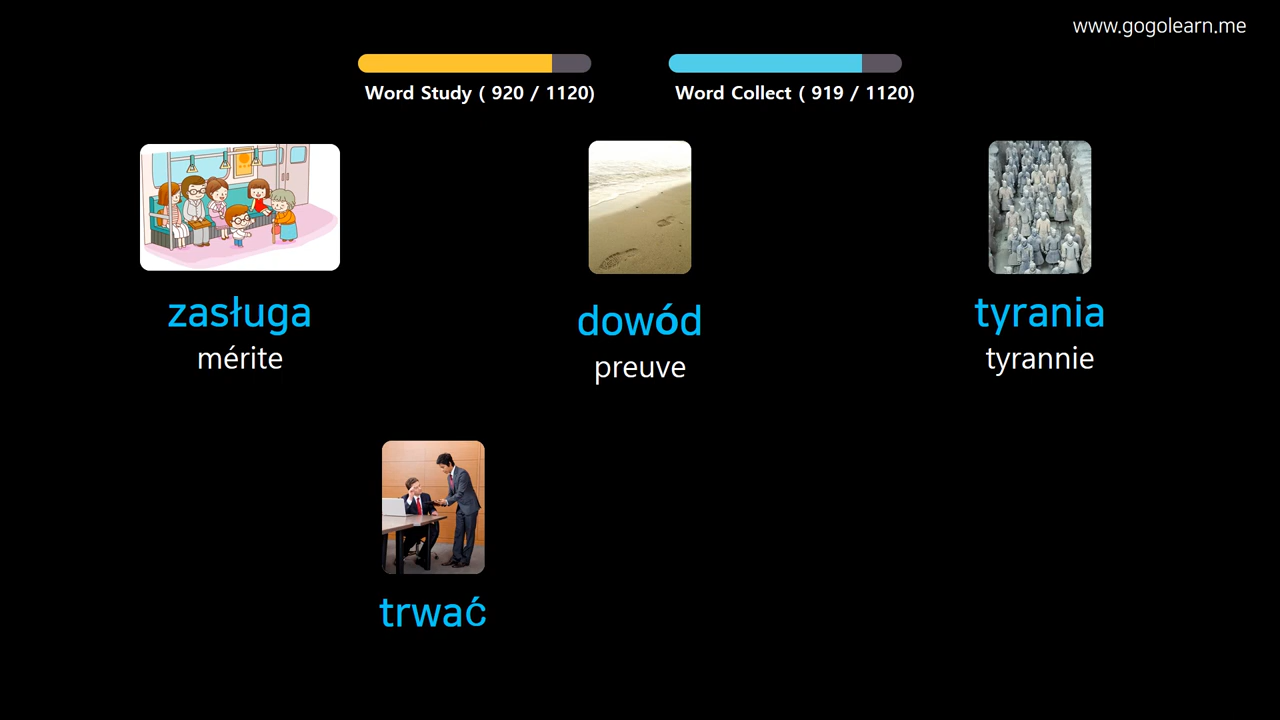 www.gogolearn.me
Word Study ( 920 / 1120)
Word Collect ( 919 / 1120)
zasługa
mérite
dowód
preuve
tyrania
tyrannie
trwać